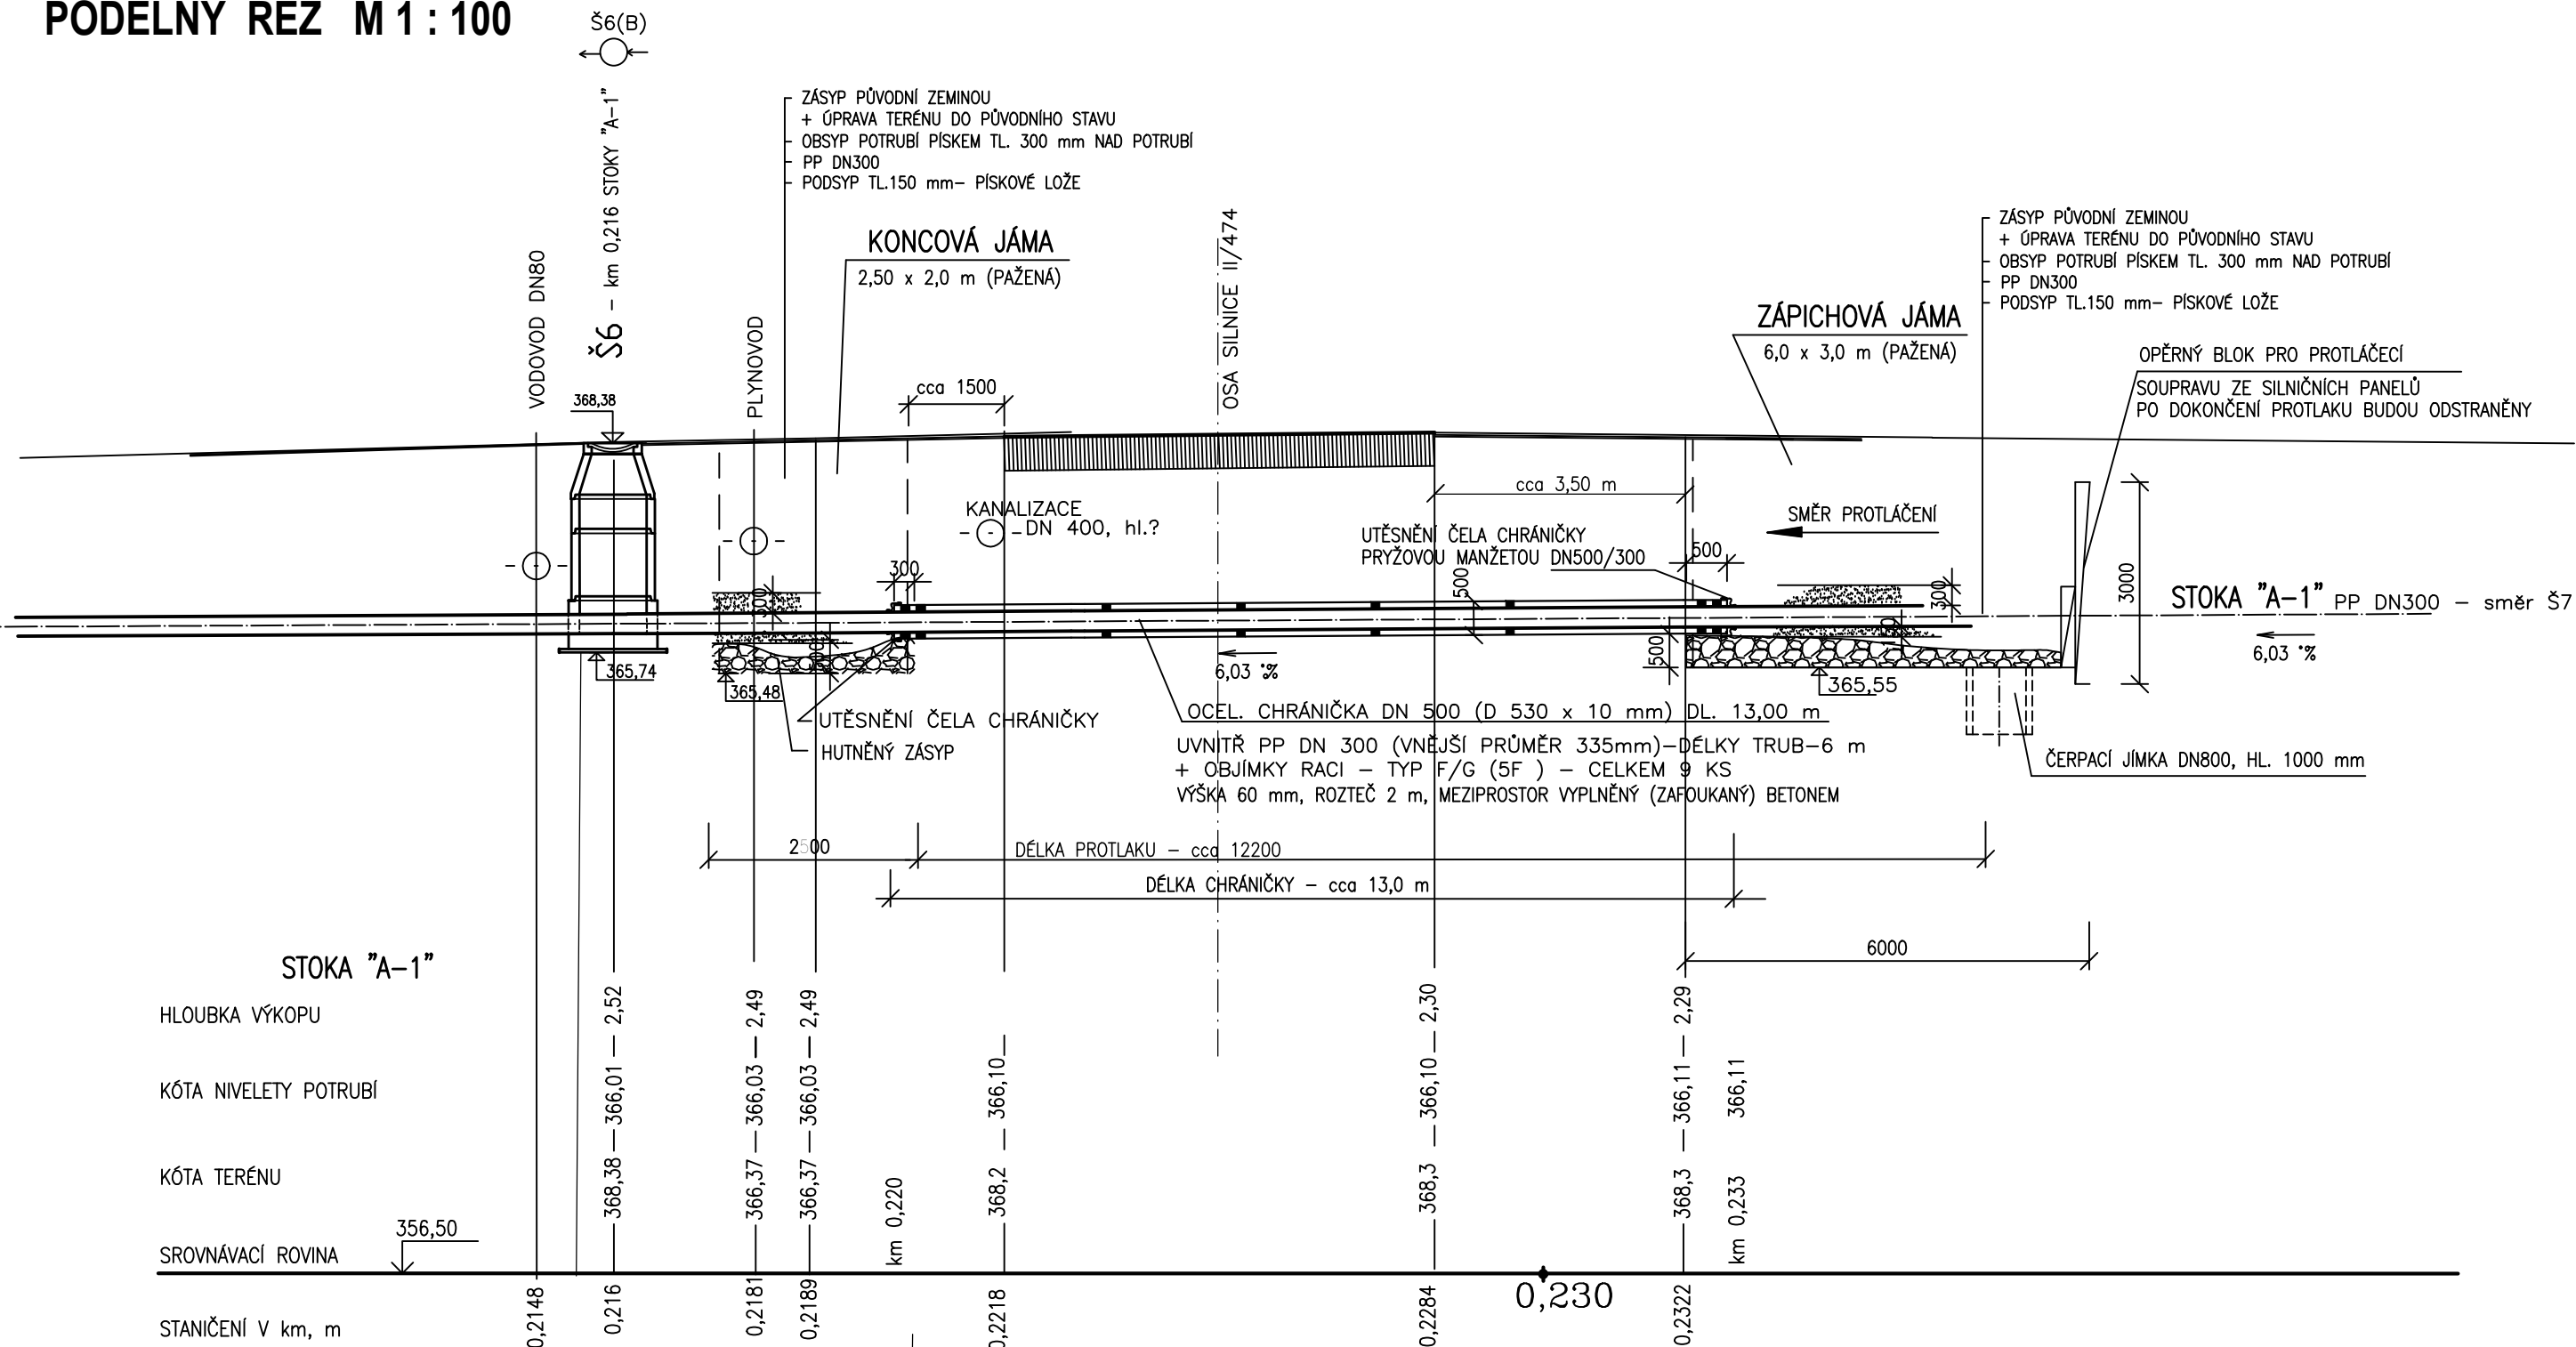 PODÉLNÝ ŘEZ M 1 : 100
Š6(B)
Š6 – km 0,216 STOKY "A-1"
VODOVOD DN80
368,38
PLYNOVOD
ZÁSYP PŮVODNÍ ZEMINOU
+ ÚPRAVA TERÉNU DO PŮVODNÍHO STAVU
OBSYP POTRUBÍ PÍSKEM TL. 300 mm NAD POTRUBÍ
PP DN300
PODSYP TL.150 mm– PÍSKOVÉ LOŽE
KONCOVÁ JÁMA
2,50 x 2,0 m (PAŽENÁ)
cca 1500
OSA SILNICE II/474
ZÁSYP PŮVODNÍ ZEMINOU
+ ÚPRAVA TERÉNU DO PŮVODNÍHO STAVU
OBSYP POTRUBÍ PÍSKEM TL. 300 mm NAD POTRUBÍ
PP DN300
PODSYP TL.150 mm– PÍSKOVÉ LOŽE
ZÁPICHOVÁ JÁMA
6,0 x 3,0 m (PAŽENÁ)
OPĚRNÝ BLOK PRO PROTLÁČECÍ
SOUPRAVU ZE SILNIČNÍCH PANELŮ
PO DOKONČENÍ PROTLAKU BUDOU ODSTRANĚNY
cca 3,50 m
KANALIZACE
DN 400, hl.?
SMĚR PROTLÁČENÍ
UTĚSNĚNÍ ČELA CHRÁNIČKY
PRYŽOVOU MANŽETOU DN500/300
500
300
500
300
3000
STOKA "A-1" PP DN300 – směr Š7
6,03 %
500
365,74
365,48
6,03 %
365,55
UTĚSNĚNÍ ČELA CHRÁNIČKY
HUTNĚNÝ ZÁSYP
OCEL. CHRÁNIČKA DN 500 (D 530 x 10 mm) DL. 13,00 m
UVNITŘ PP DN 300 (VNĚJŠÍ PRŮMĚR 335mm)–DÉLKY TRUB–6 m
+ OBJÍMKY RACI – TYP F/G (5F ) – CELKEM 9 KS
VÝŠKA 60 mm, ROZTEČ 2 m, MEZIPROSTOR VYPLNĚNÝ (ZAFOUKANÝ) BETONEM
ČERPACÍ JÍMKA DN800, HL. 1000 mm
2500
DÉLKA PROTLAKU – cca 12200
DÉLKA CHRÁNIČKY – cca 13,0 m
6000
STOKA "A-1"
HLOUBKA VÝKOPU
2,52 2,49 2,49 2,30 2,29
KÓTA NIVELETY POTRUBÍ
366,01 366,03 366,03 366,10 366,10 366,11 366,11
KÓTA TERÉNU
368,38 366,37 366,37 368,2 368,3 368,3
km 0,220 km 0,233
356,50
SROVNÁVACÍ ROVINA
0,230
STANIČENÍ V km, m
0,2148 0,216 0,2181 0,2189 0,2218 0,2284 0,2322